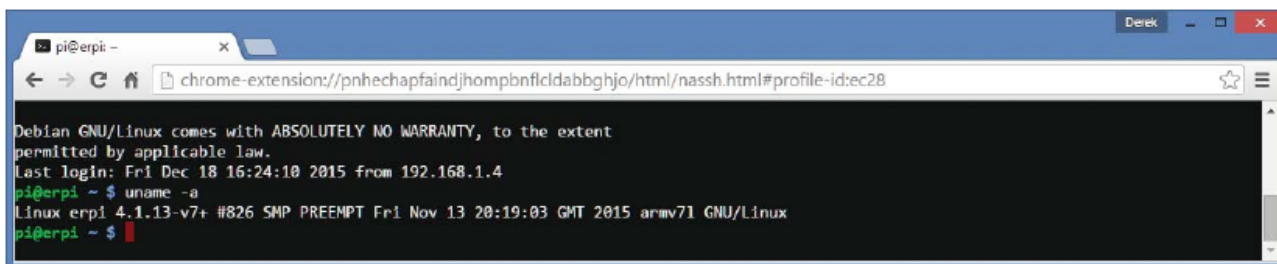 Derek
pi@erpi: ~
chrome-extension://pnhechapfaindjhompbnflcldabbghjo/html/nassh.html#profile-id:ec28
Debian GNU/Linux comes with ABSOLUTELY NO WARRANTY, to the extent
permitted by applicable law.
Last login: Fri Dec 18 16:24:10 2015 from 192.168.1.4
pi@erpi ~ $ uname -a
Linux erpi 4.1.13-v7+ #826 SMP PREEMPT Fri Nov 13 20:19:03 GMT 2015 armv7l GNU/Linux
pi@erpi ~ $